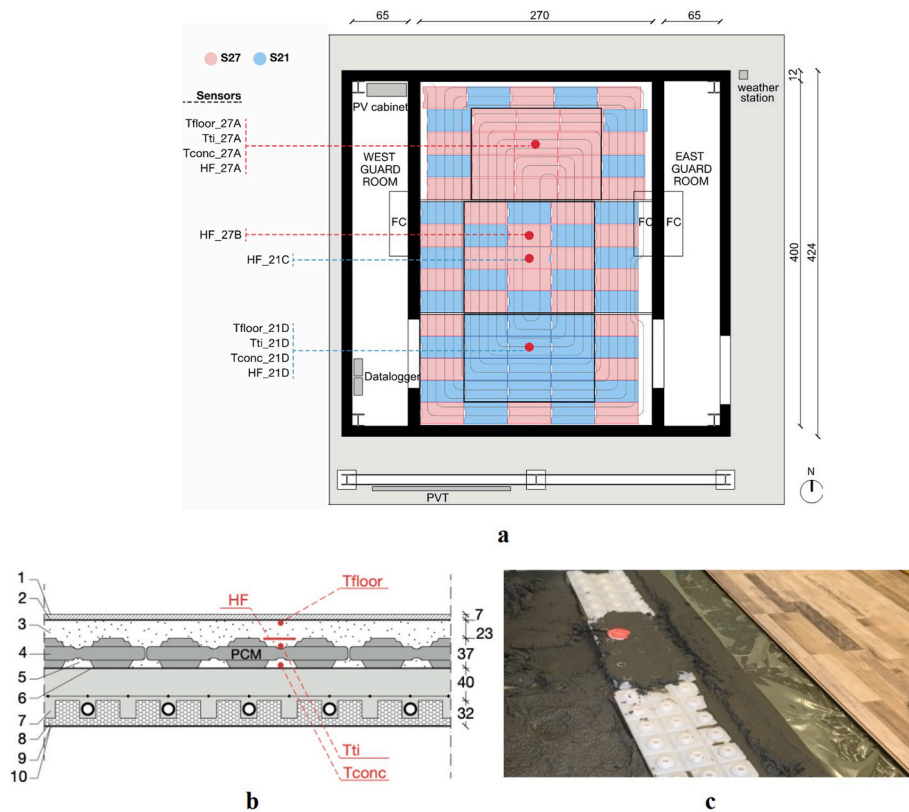 65 270 65
S27 S21
Sensors
Tfloor_27A
Tti_27A
Tconc_27A
HF_27A
HF_27B
HF_21C
Tfloor_21D
Tti_21D
Tconc_21D
HF_21D
PV cabinet
WEST
GUARD
ROOM
FC
Datalogger
EAST
GUARD
ROOM
FC FC
weather
station
12
400
424
PVT
N
a
1
2
3
4
5
6
7
8
9
10
HF
Tfloor
PCM
7
23
37
40
32
Tti
Tconc
b
c